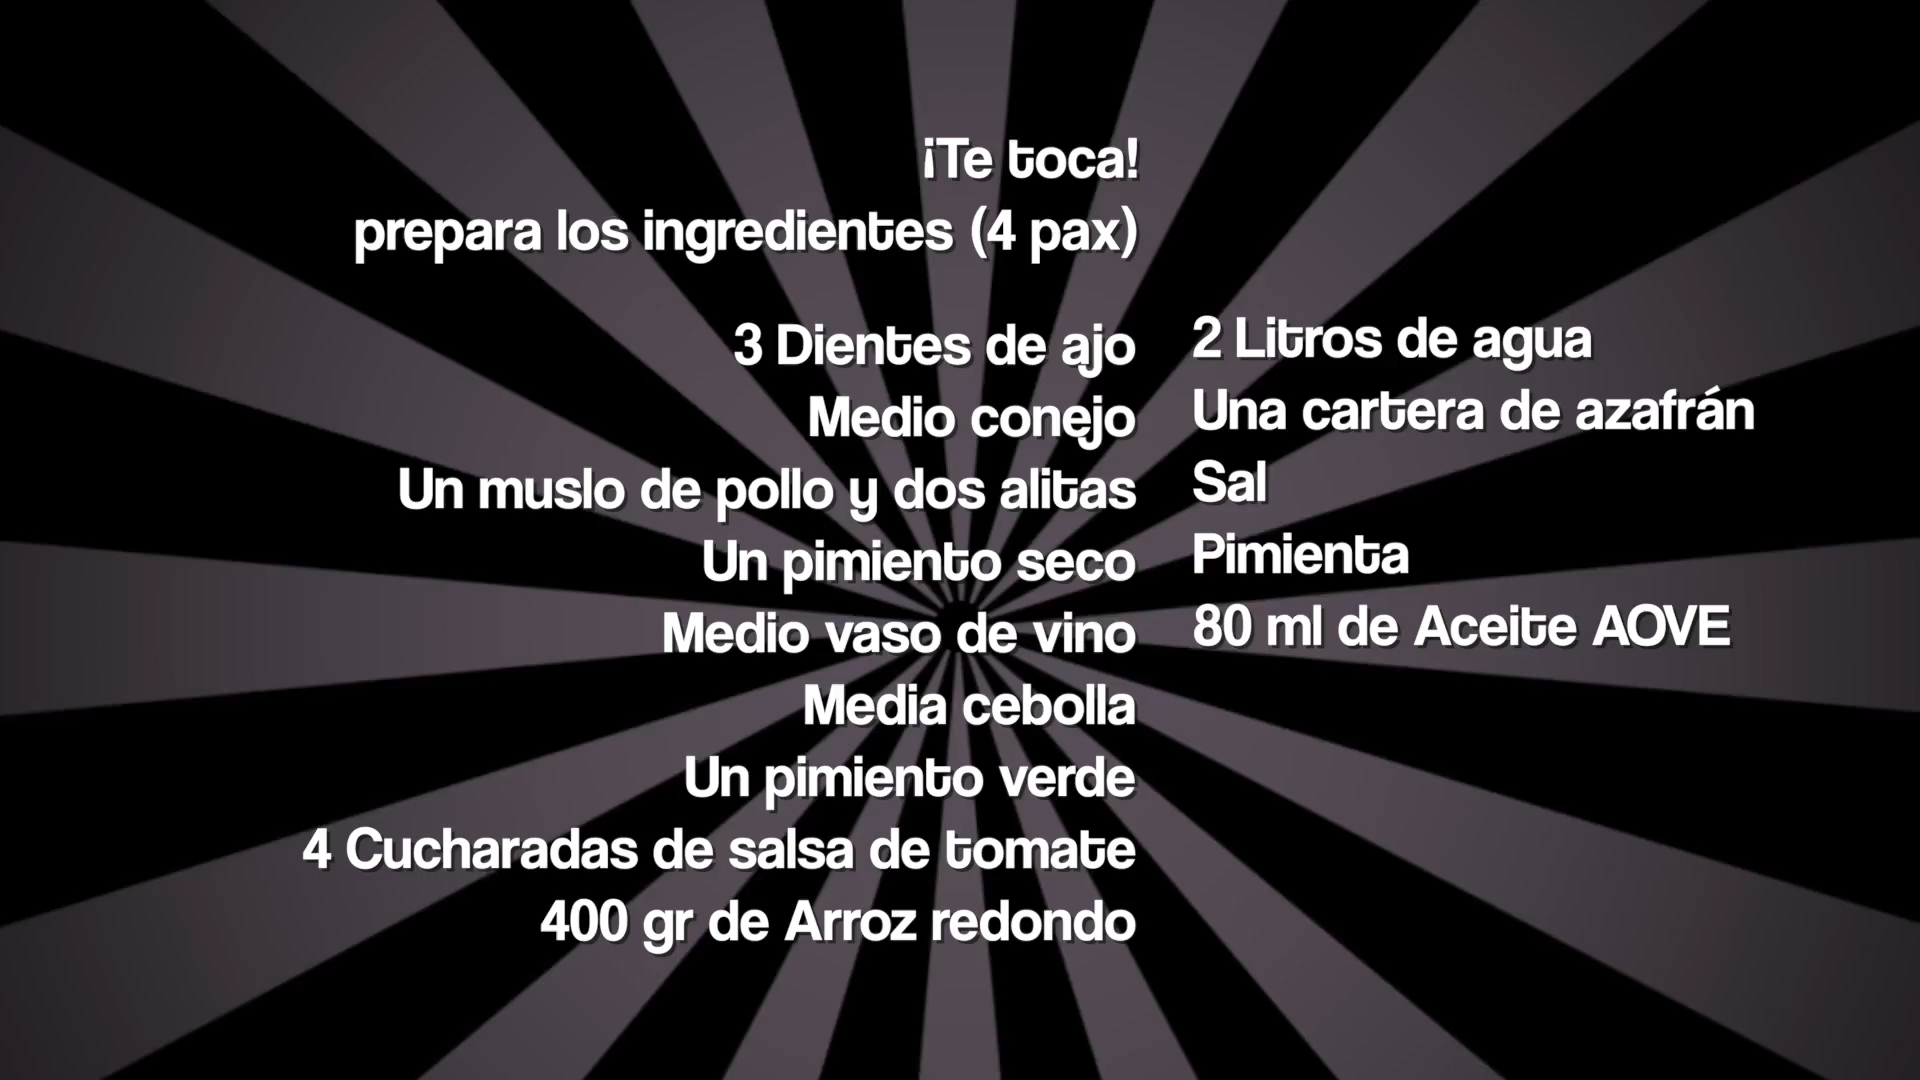 ¡Te toca!
prepara los ingredientes (4 pax)
3 Dientes de ajo
Medio conejo
Un muslo de pollo y dos alitas
Un pimiento seco
Medio vaso de vino
Media cebolla
Un pimiento verde
4 Cucharadas de salsa de tomate
400 gr de Arroz redondo
2 Litros de agua
Una cartera de azafrán
Sal
Pimienta
80 ml de Aceite AOVE